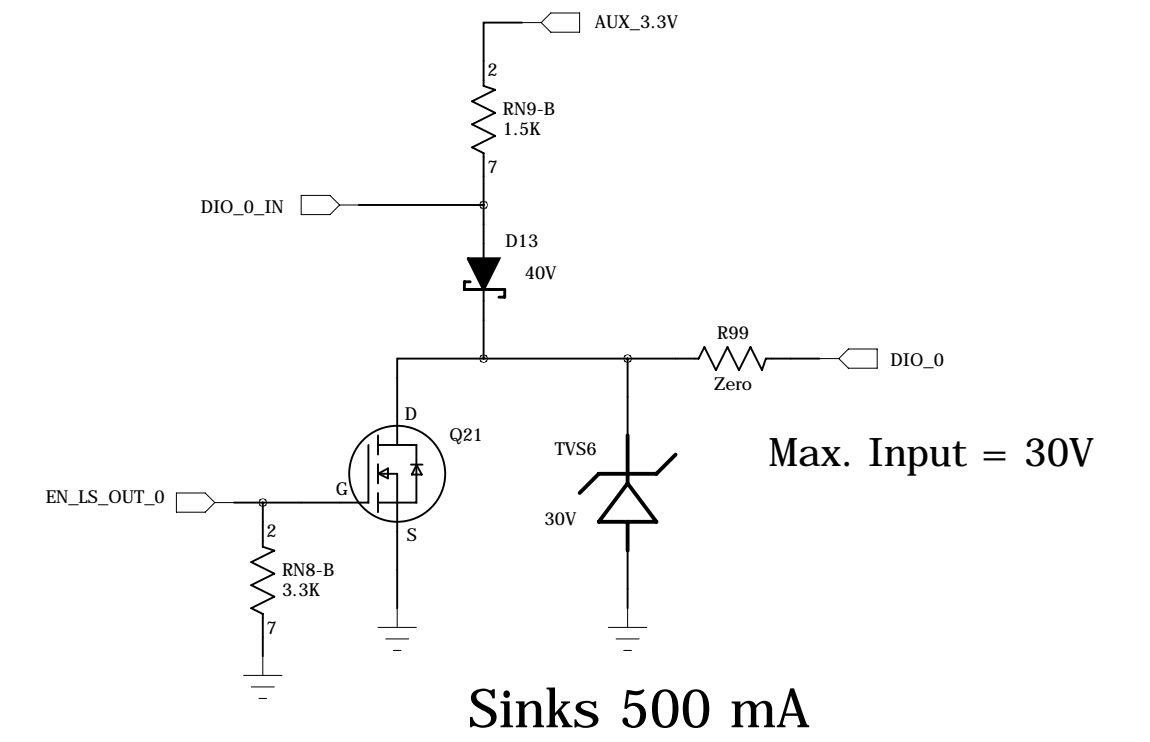 AUX_3.3V
2
RN9-B
1.5K
7
DIO_0_IN
D13
40V
R99
Zero
DIO_0
D
Q21
G
S
EN_LS_OUT_0
TVS6
30V
Max. Input = 30V
2
RN8-B
3.3K
7
Sinks 500 mA